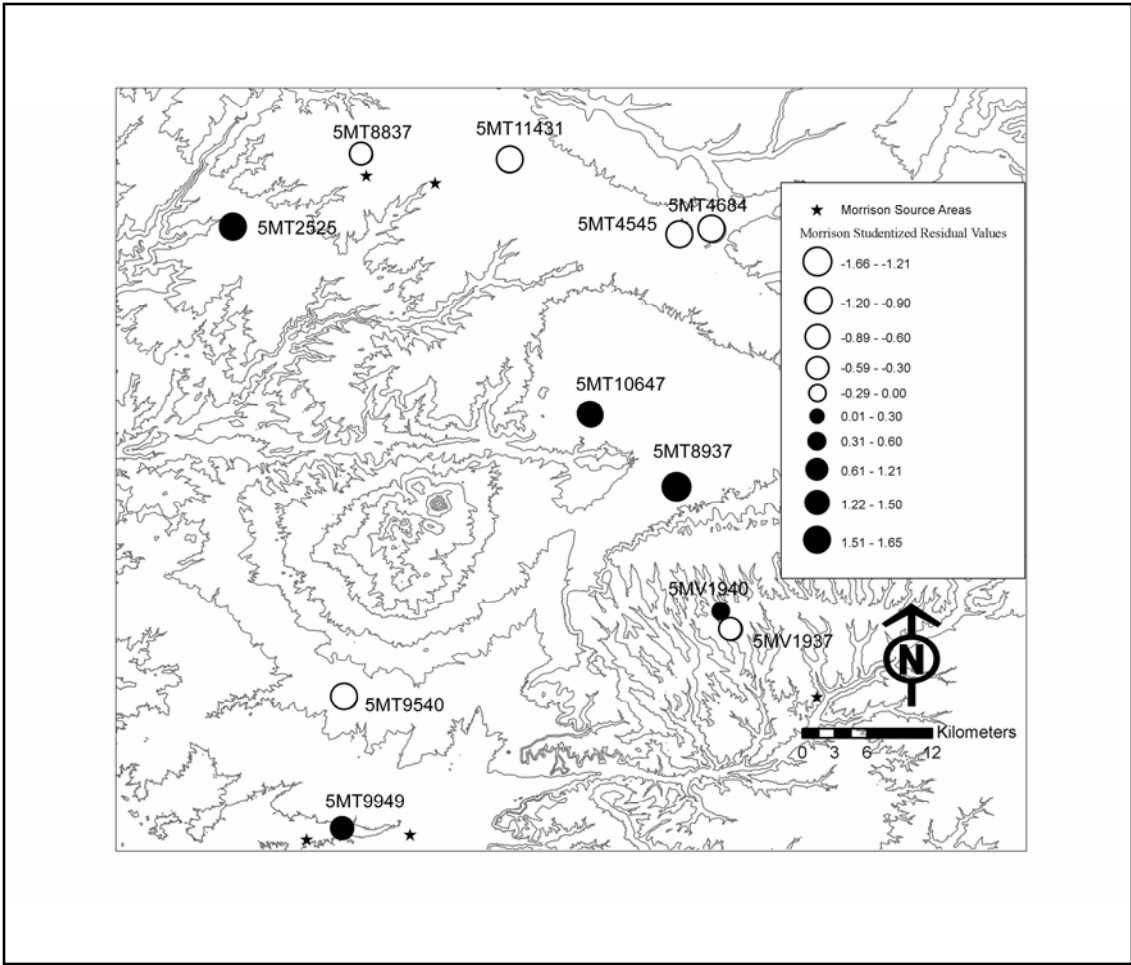 5MT8837
5MT11431
5MT2525
5MT4545
5MT4684
Morrison Source Areas
Morrison Studentized Residual Values
-1.66 - -1.21
-1.20 - -0.90
-0.89 - -0.60
-0.59 - -0.30
-0.29 - 0.00
0.01 - 0.30
0.31 - 0.60
0.61 - 1.21
1.22 - 1.50
1.51 - 1.65
5MT10647
5MT8937
5MV1940
5MV1937
N
5MT9540
Kilometers
0 3 6 12
5MT9949